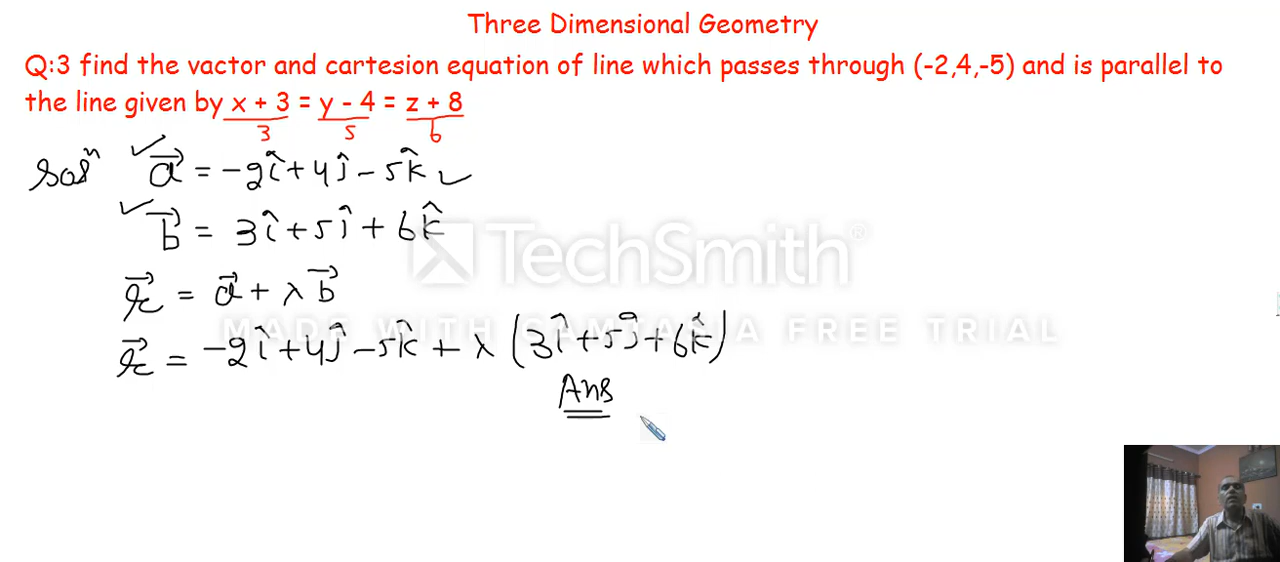 Three Dimensional Geometry
Q:3 find the vactor and cartesion equation of line which passes through (-2,4,-5) and is parallel to
the line given by x + 3 = y - 4 = z + 8
3 5 6
Solⁿ ✓ a⃗ = -2î + 4ĵ - 5k̂ ✓
✓ b⃗ = 3î + 5ĵ + 6k̂
TechSmith®
r⃗ = a⃗ + λ b⃗
MADE WITH CAMTASIA FREE TRIAL
r⃗ = -2î + 4ĵ - 5k̂ + λ (3î + 5ĵ + 6k̂)
Ans